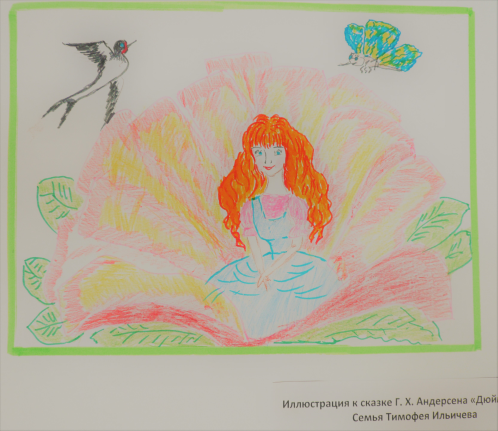 Иллюстрация к сказке Г. Х. Андерсена «Дюй
Семья Тимофея Ильичева